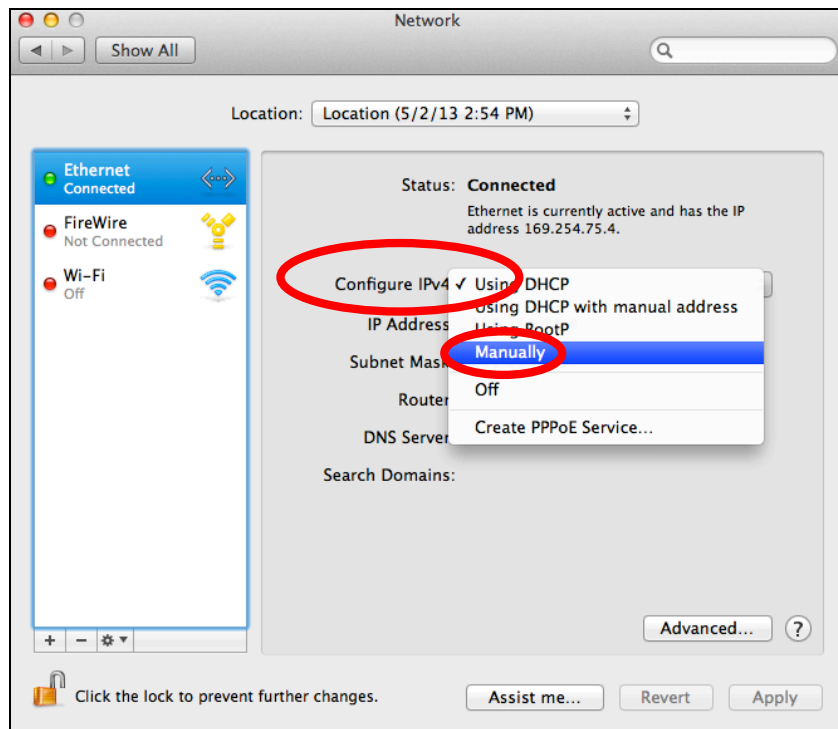 Network
Show All
Location: Location (5/2/13 2:54 PM)
Ethernet
Connected
FireWire
Not Connected
Wi-Fi
Off
Status: Connected
Ethernet is currently active and has the IP
address 169.254.75.4.
Configure IPv4 ✓ Using DHCP
Using DHCP with manual address
Using BootP
Manually
Off
Create PPPoE Service...
IP Address
Subnet Mask
Router
DNS Server
Search Domains:
Advanced... ?
+ −
Click the lock to prevent further changes.
Assist me... Revert Apply